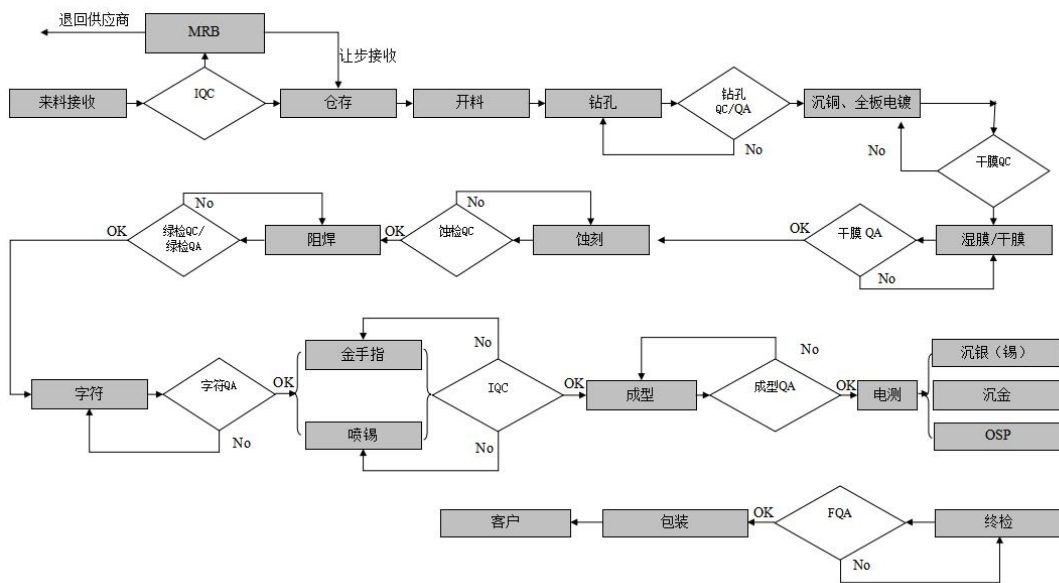 退回供应商
MRB
让步接收
来料接收
IQC
仓存
开料
钻孔
钻孔
QC/QA
No
沉铜、全板电镀
No
干膜QC
OK
绿检QC/
绿检QA
No
阻焊
OK
蚀检QC
No
蚀刻
OK
干膜 QA
No
湿膜/干膜
字符
字符QA
No
OK
金手指
喷锡
No
IQC
No
OK
成型
No
成型QA
OK
电测
沉银（锡）
沉金
OSP
客户
包装
OK
FQA
No
终检